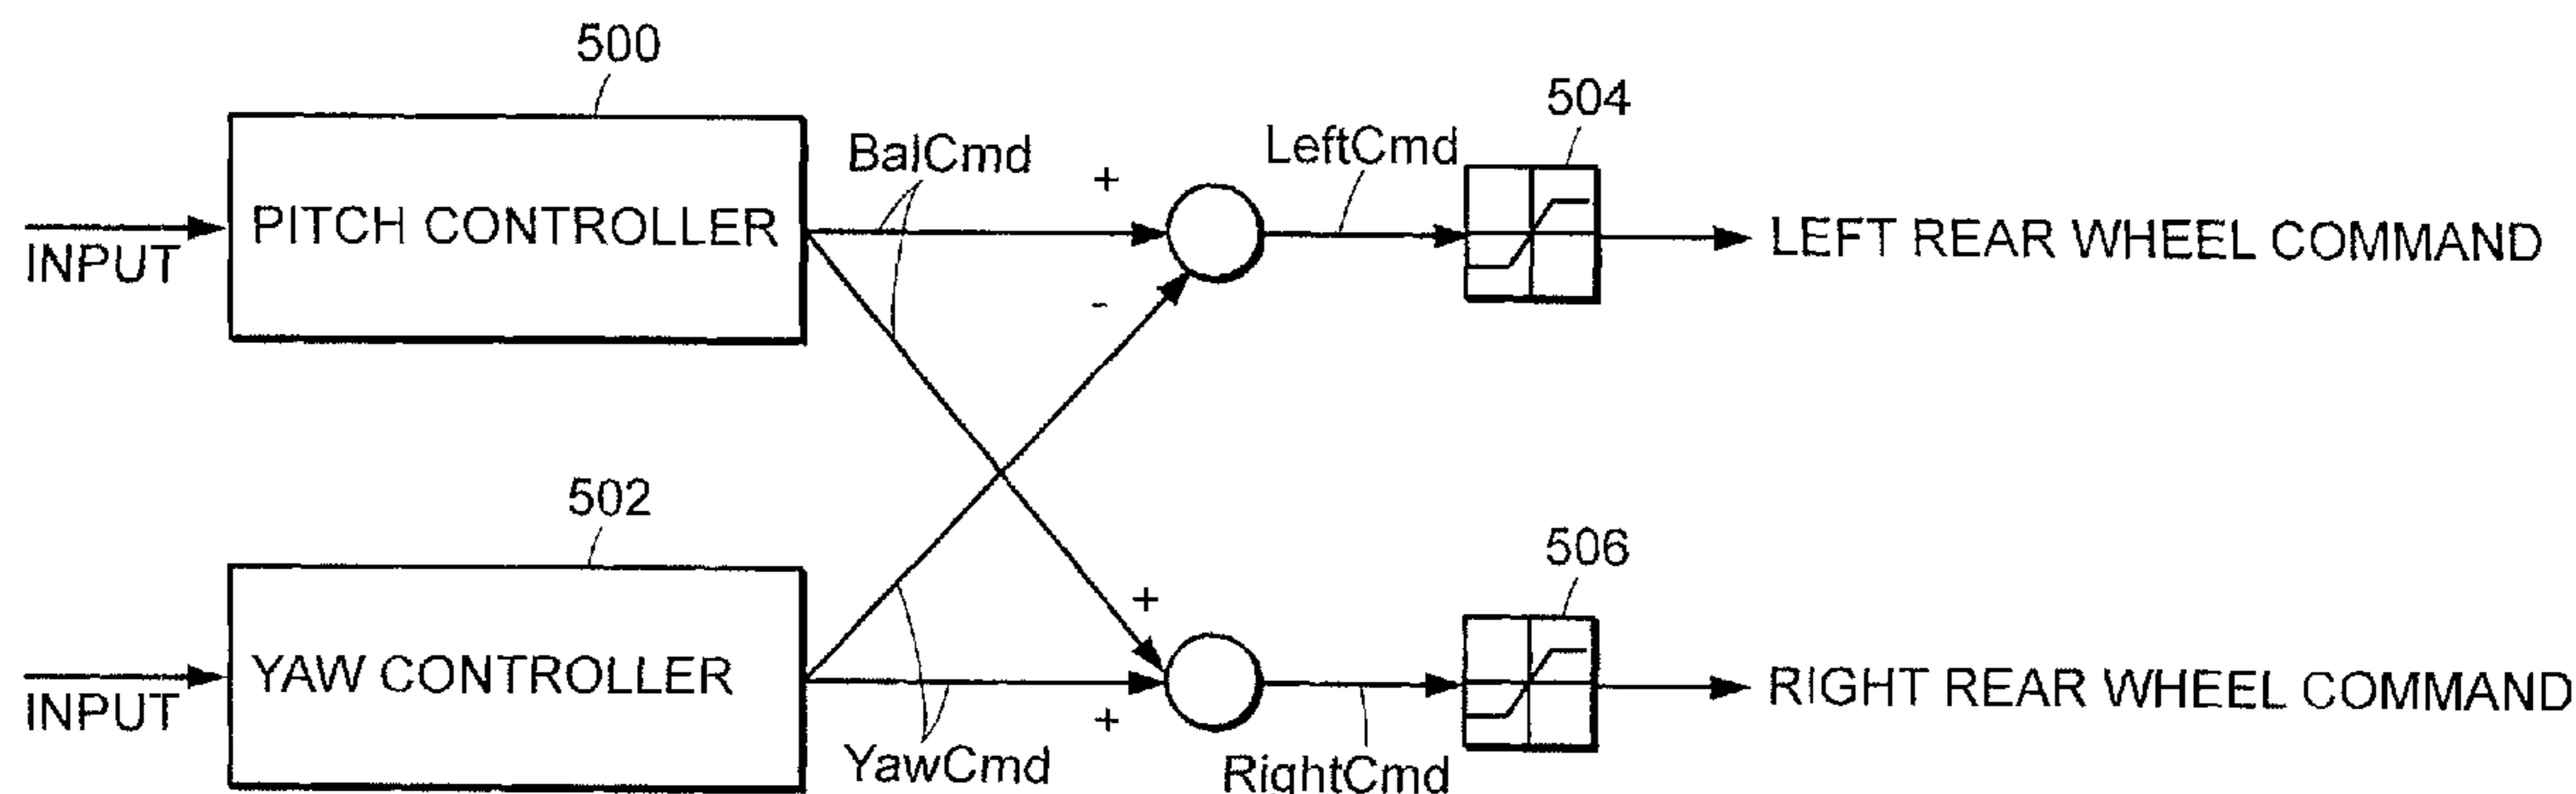 500
PITCH CONTROLLER
INPUT
BalCmd
+
-
LeftCmd
504
LEFT REAR WHEEL COMMAND
502
YAW CONTROLLER
INPUT
YawCmd
+
+
RightCmd
506
RIGHT REAR WHEEL COMMAND